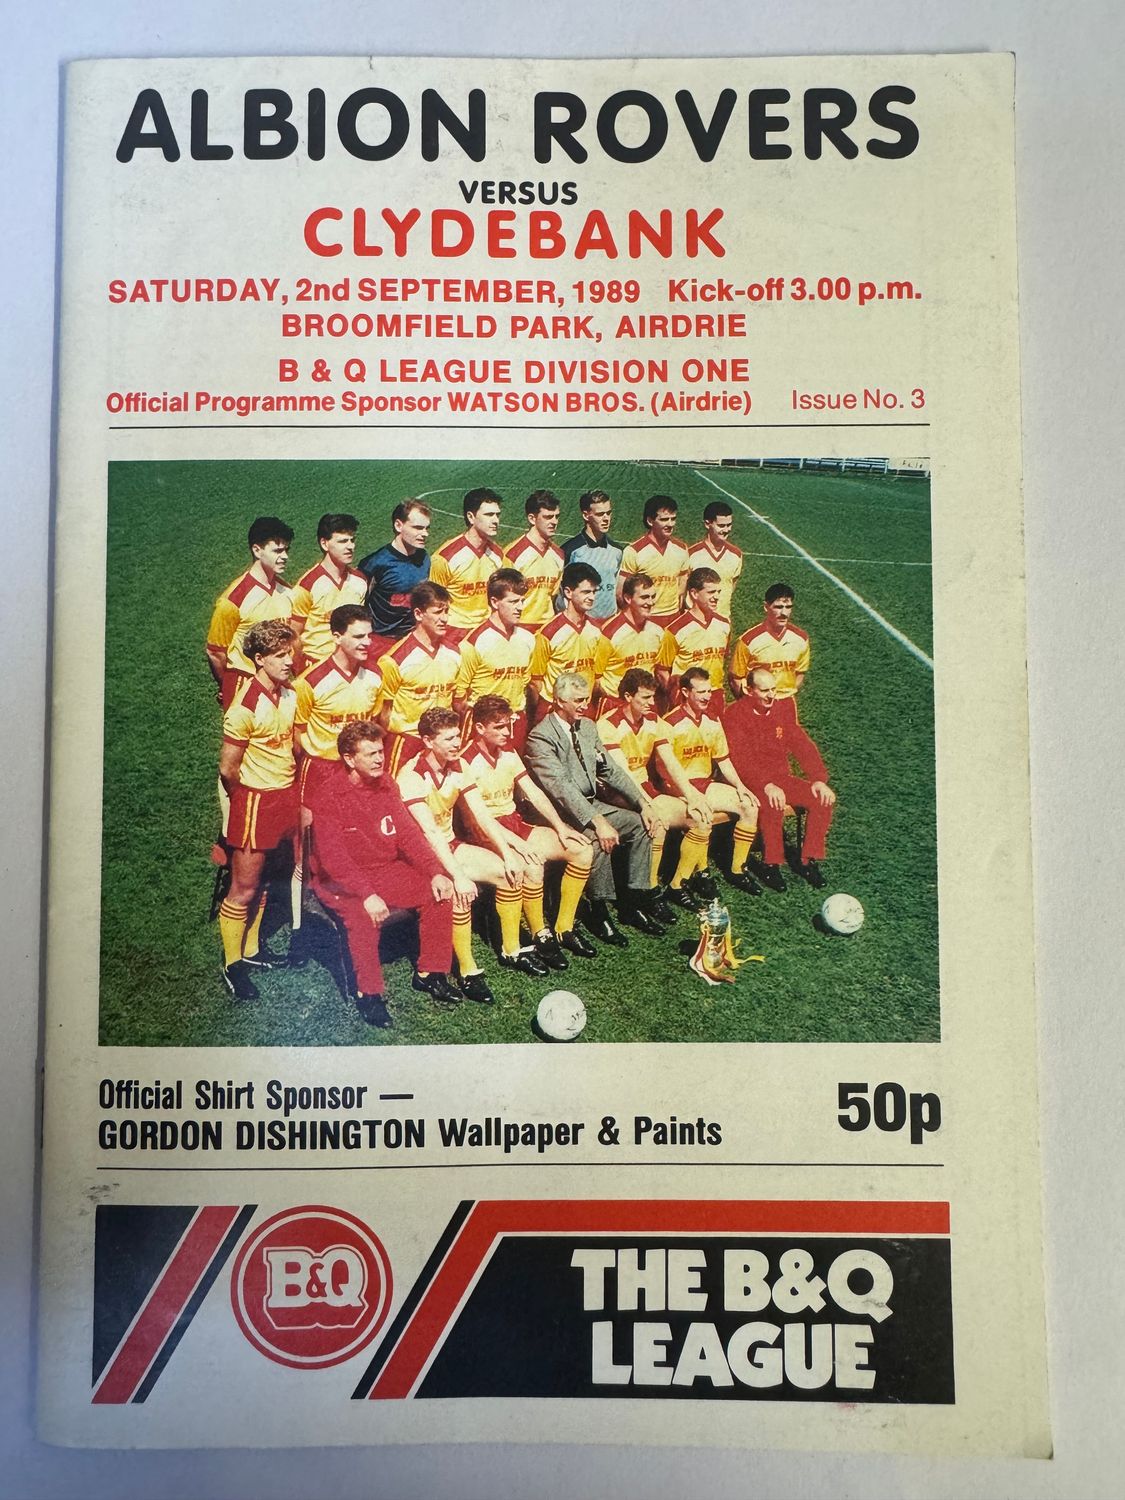 ALBION ROVERS
VERSUS
CLYDEBANK
SATURDAY, 2nd SEPTEMBER, 1989 Kick-off 3.00 p.m.
BROOMFIELD PARK, AIRDRIE
B & Q LEAGUE DIVISION ONE
Official Programme Sponsor WATSON BROS. (Airdrie) Issue No. 3
C
Official Shirt Sponsor —
GORDON DISHINGTON Wallpaper & Paints
50p
B&Q
THE B&Q
LEAGUE